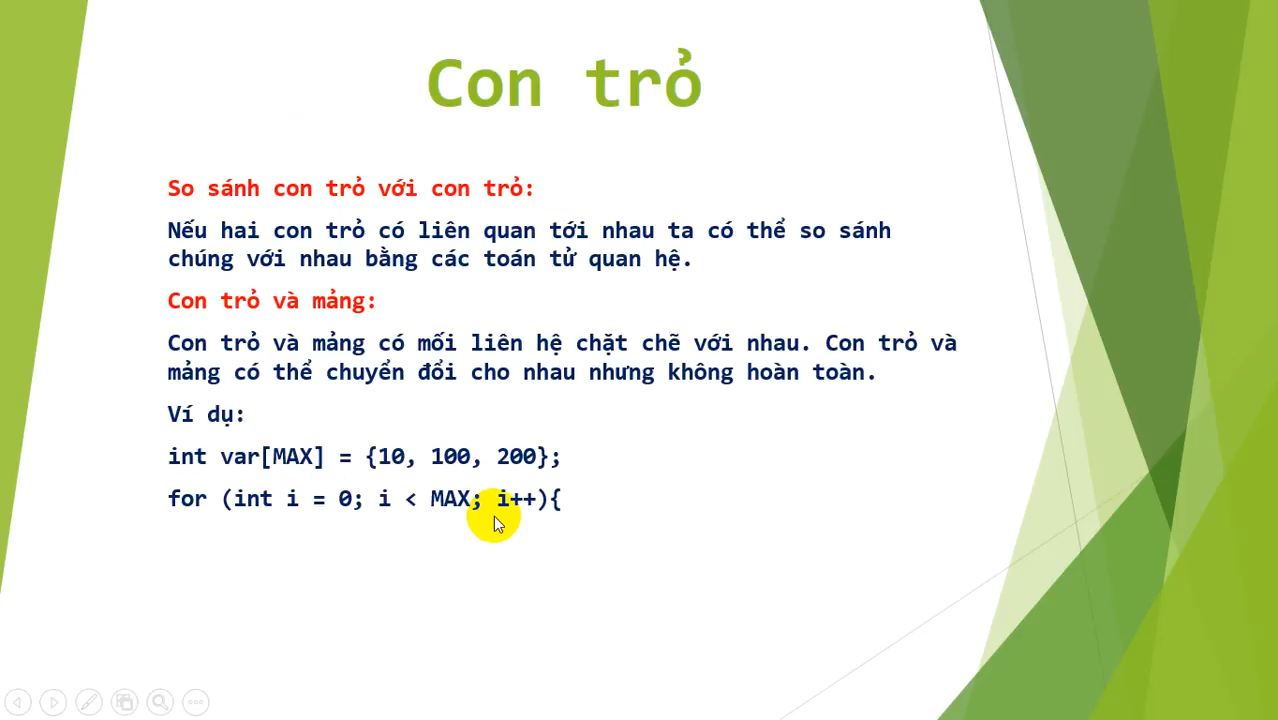 Con trỏ
So sánh con trỏ với con trỏ:
Nếu hai con trỏ có liên quan tới nhau ta có thể so sánh
chúng với nhau bằng các toán tử quan hệ.
Con trỏ và mảng:
Con trỏ và mảng có mối liên hệ chặt chẽ với nhau. Con trỏ và
mảng có thể chuyển đổi cho nhau nhưng không hoàn toàn.
Ví dụ:
int var[MAX] = {10, 100, 200};
for (int i = 0; i < MAX; i++){